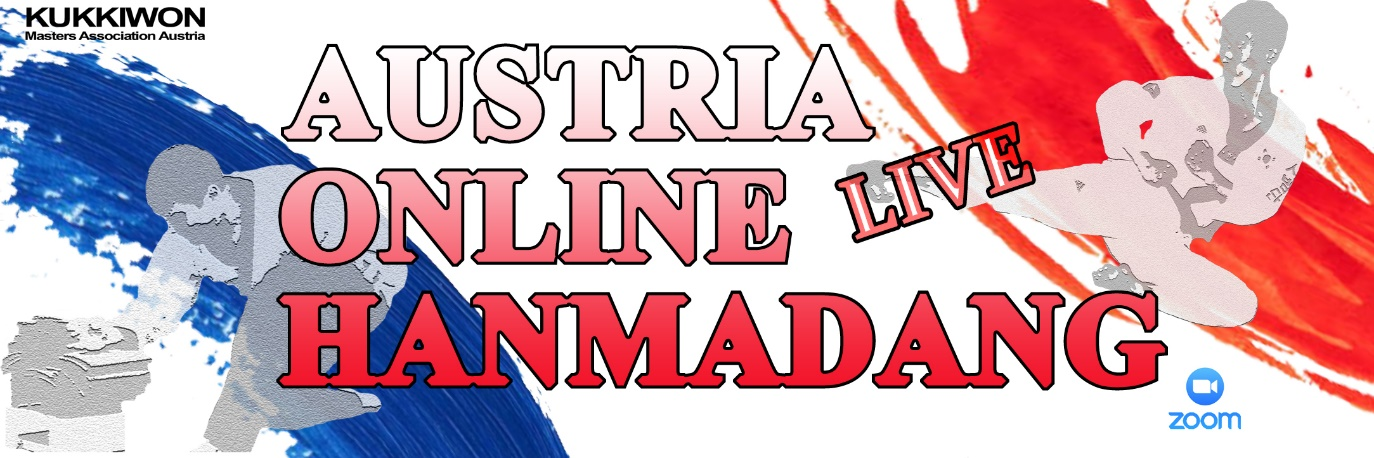 KUKKIWON
Masters Association Austria
AUSTRIA
ONLINE
LIVE
HANMADANG
zoom